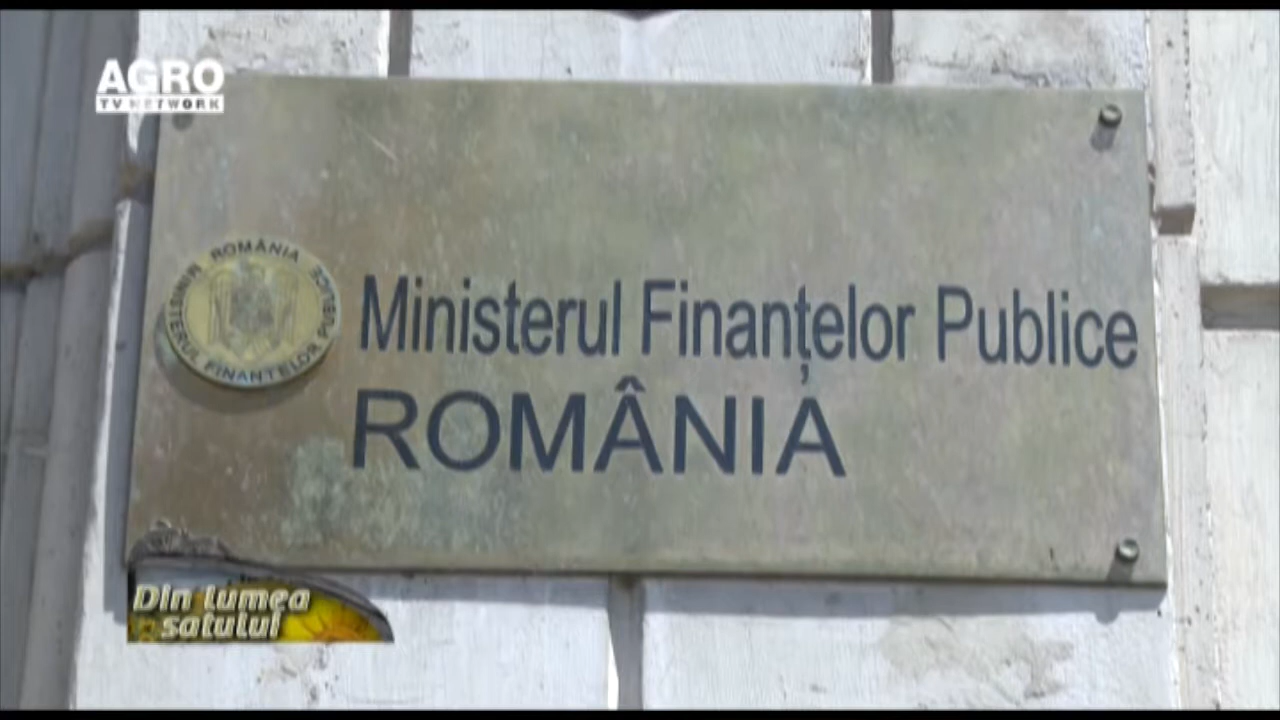 AGRO
TV NETWORK
ROMÂNIA
MINISTERUL FINANȚELOR PUBLICE
Ministerul Finanțelor Publice
ROMÂNIA
Din lumea
satului